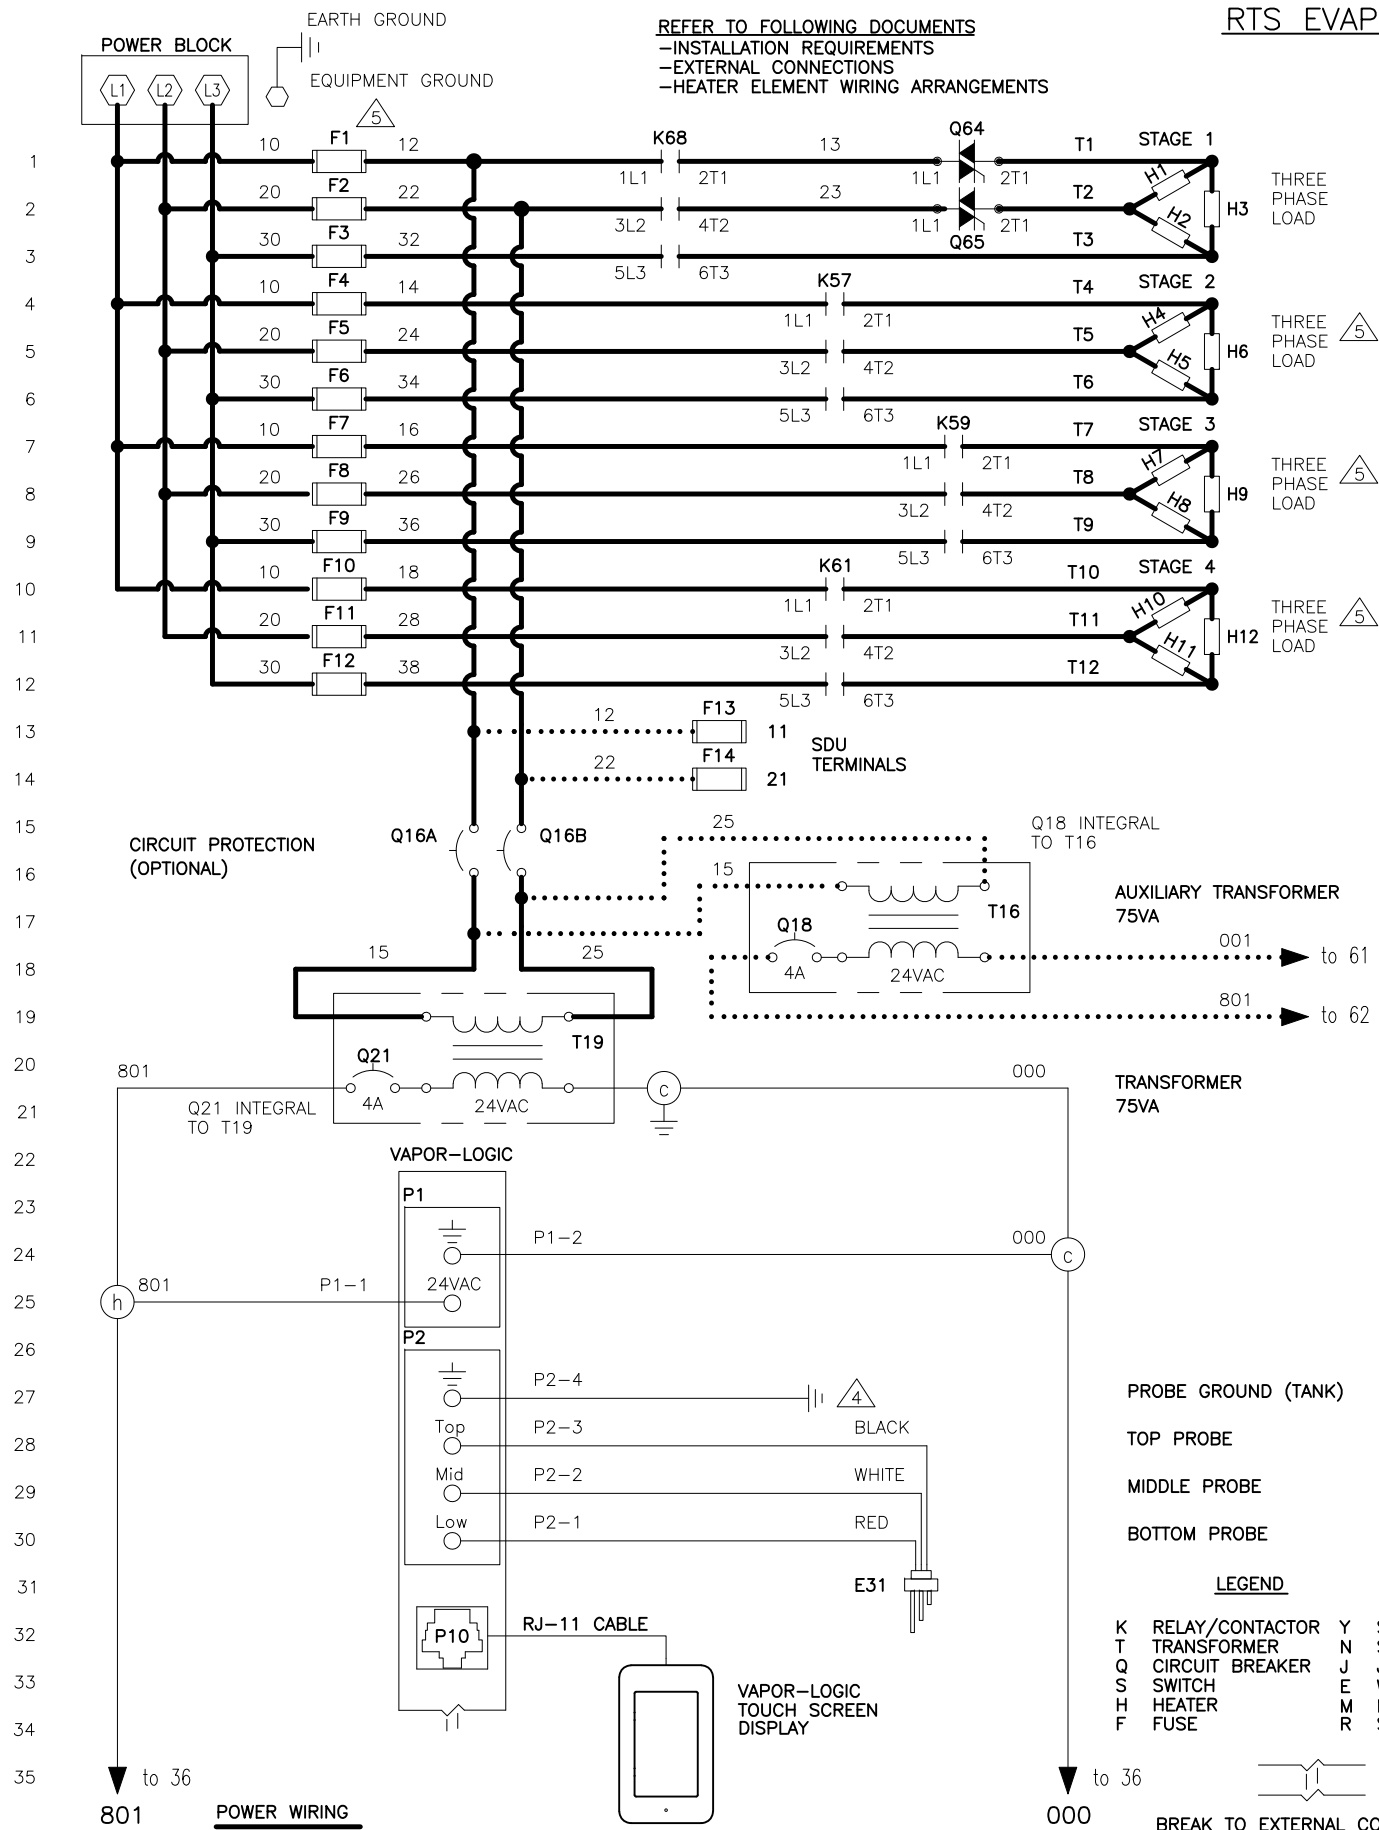 RTS EVAP
EARTH GROUND
POWER BLOCK
EQUIPMENT GROUND
L1 L2 L3
REFER TO FOLLOWING DOCUMENTS
-INSTALLATION REQUIREMENTS
-EXTERNAL CONNECTIONS
-HEATER ELEMENT WIRING ARRANGEMENTS
5
1 10 F1 12 K68 13 Q64 T1 STAGE 1
1L1 2T1 1L1 2T1 H1
THREE
PHASE
LOAD
2 20 F2 22 23 T2 H3
3L2 4T2 1L1 2T1 H2
Q65
3 30 F3 32 T3
5L3 6T3
4 10 F4 14 K57 T4 STAGE 2
1L1 2T1 H4
THREE
PHASE
LOAD
5
5 20 F5 24 T5 H6
3L2 4T2 H5
6 30 F6 34 T6
5L3 6T3
7 10 F7 16 K59 T7 STAGE 3
1L1 2T1 H7
THREE
PHASE
LOAD
5
8 20 F8 26 T8 H9
3L2 4T2 H8
9 30 F9 36 T9
5L3 6T3
10 10 F10 18 K61 T10 STAGE 4
1L1 2T1 H10
THREE
PHASE
LOAD
5
11 20 F11 28 T11 H12
3L2 4T2 H11
12 30 F12 38 T12
5L3 6T3
13 12 F13 11
14 22 F14 21
SDU
TERMINALS
15
CIRCUIT PROTECTION
(OPTIONAL)
Q16A Q16B 25
Q18 INTEGRAL
TO T16
16 15
AUXILIARY TRANSFORMER
75VA
17 Q18 T16
18 15 25 4A 24VAC 001 to 61
19 801 to 62
T19
20 801 Q21 000
TRANSFORMER
75VA
21 4A 24VAC c
Q21 INTEGRAL
TO T19
22 VAPOR-LOGIC
23 P1
24 P1-2 000 c
25 h 801 P1-1 24VAC
26 P2
27 P2-4 4 PROBE GROUND (TANK)
28 Top P2-3 BLACK TOP PROBE
29 Mid P2-2 WHITE MIDDLE PROBE
30 Low P2-1 RED BOTTOM PROBE
31 E31 LEGEND
32 P10 RJ-11 CABLE
33
VAPOR-LOGIC
TOUCH SCREEN
DISPLAY
34
K RELAY/CONTACTOR Y
T TRANSFORMER N
Q CIRCUIT BREAKER J
S SWITCH E
H HEATER M
F FUSE R
35 to 36 to 36
801 POWER WIRING 000
BREAK TO EXTERNAL CO